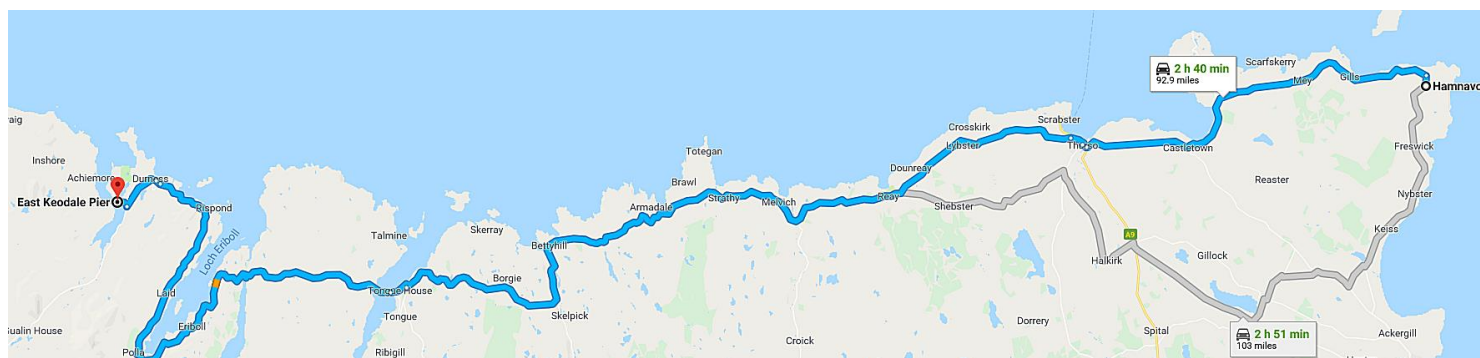 2 h 40 min
92.9 miles
Scarfskerry
Mey
Gills
Hamnavo
Crosskirk
Scrabster
Lybster
Thurso
Castletown
Freswick
Totegan
Dounreay
Reaster
Inshore
Achiemore
Durness
East Keodale Pier
Rispond
Brawl
Armadale
Strathy
Melvich
Reay
Shebster
Nybster
Talmine
Skerray
Keiss
Loch Eriboll
Bettyhill
A9
Halkirk
Gillock
Laid
Borgie
Tongue House
Skelpick
Eriboll
Tongue
Dorrery
Spital
2 h 51 min
103 miles
Ackergill
Gualin House
Polla
Ribigill
Croick